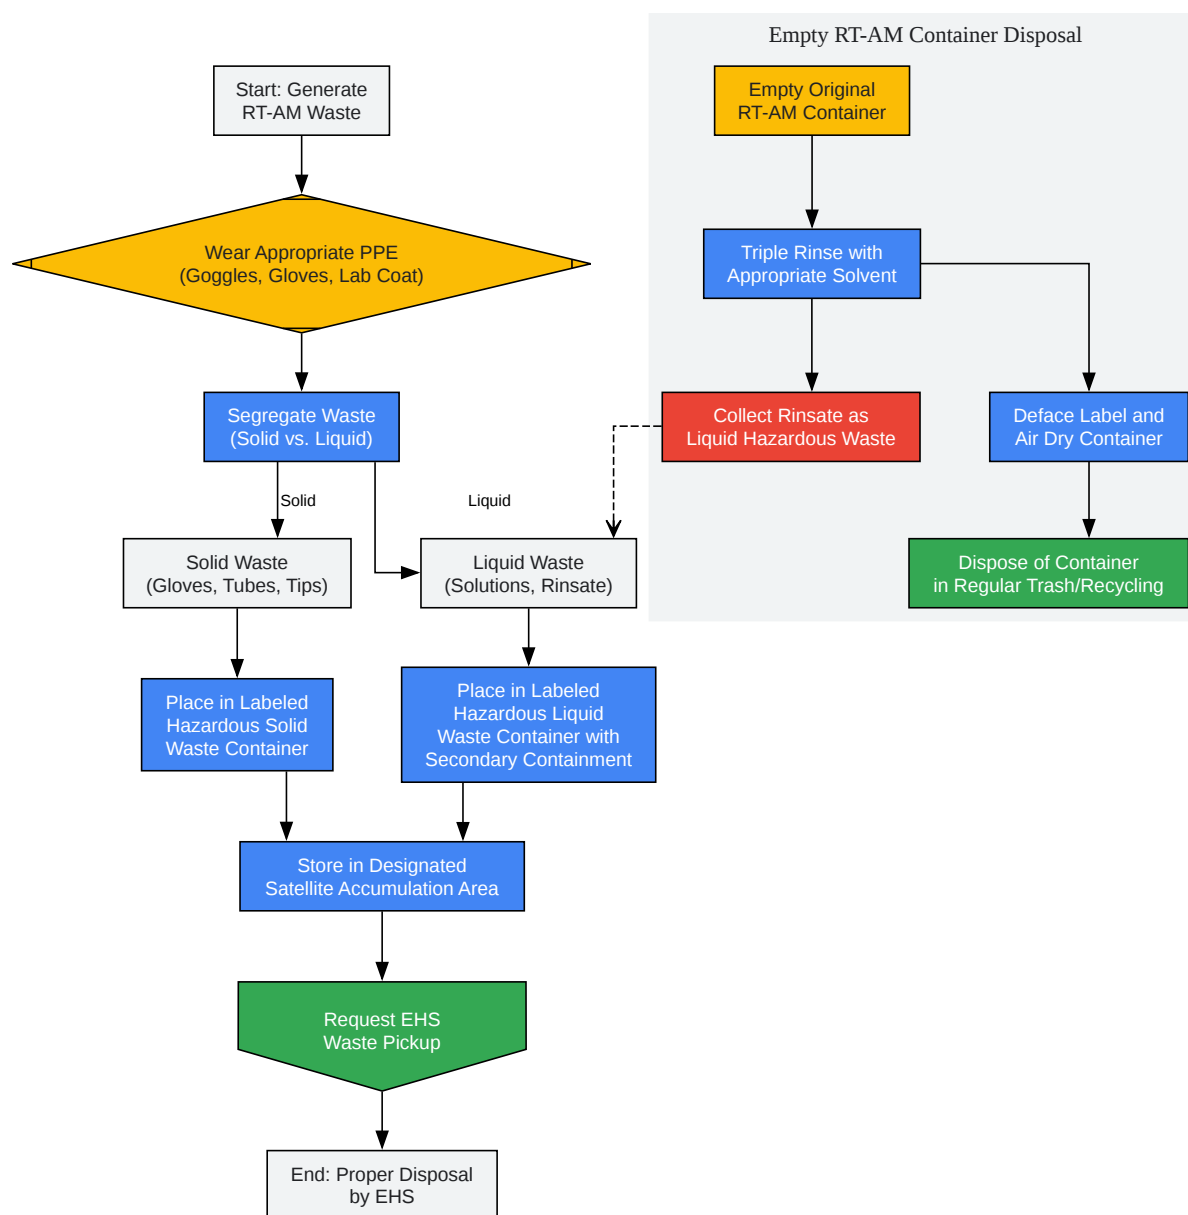 Empty RT-AM Container Disposal
Start: Generate
RT-AM Waste
Empty Original
RT-AM Container
Wear Appropriate PPE
(Goggles, Gloves, Lab Coat)
Triple Rinse with
Appropriate Solvent
Segregate Waste
(Solid vs. Liquid)
Collect Rinsate as
Liquid Hazardous Waste
Deface Label and
Air Dry Container
Solid
Liquid
Solid Waste
(Gloves, Tubes, Tips)
Liquid Waste
(Solutions, Rinsate)
Dispose of Container
in Regular Trash/Recycling
Place in Labeled
Hazardous Solid
Waste Container
Place in Labeled
Hazardous Liquid
Waste Container with
Secondary Containment
Store in Designated
Satellite Accumulation Area
Request EHS
Waste Pickup
End: Proper Disposal
by EHS